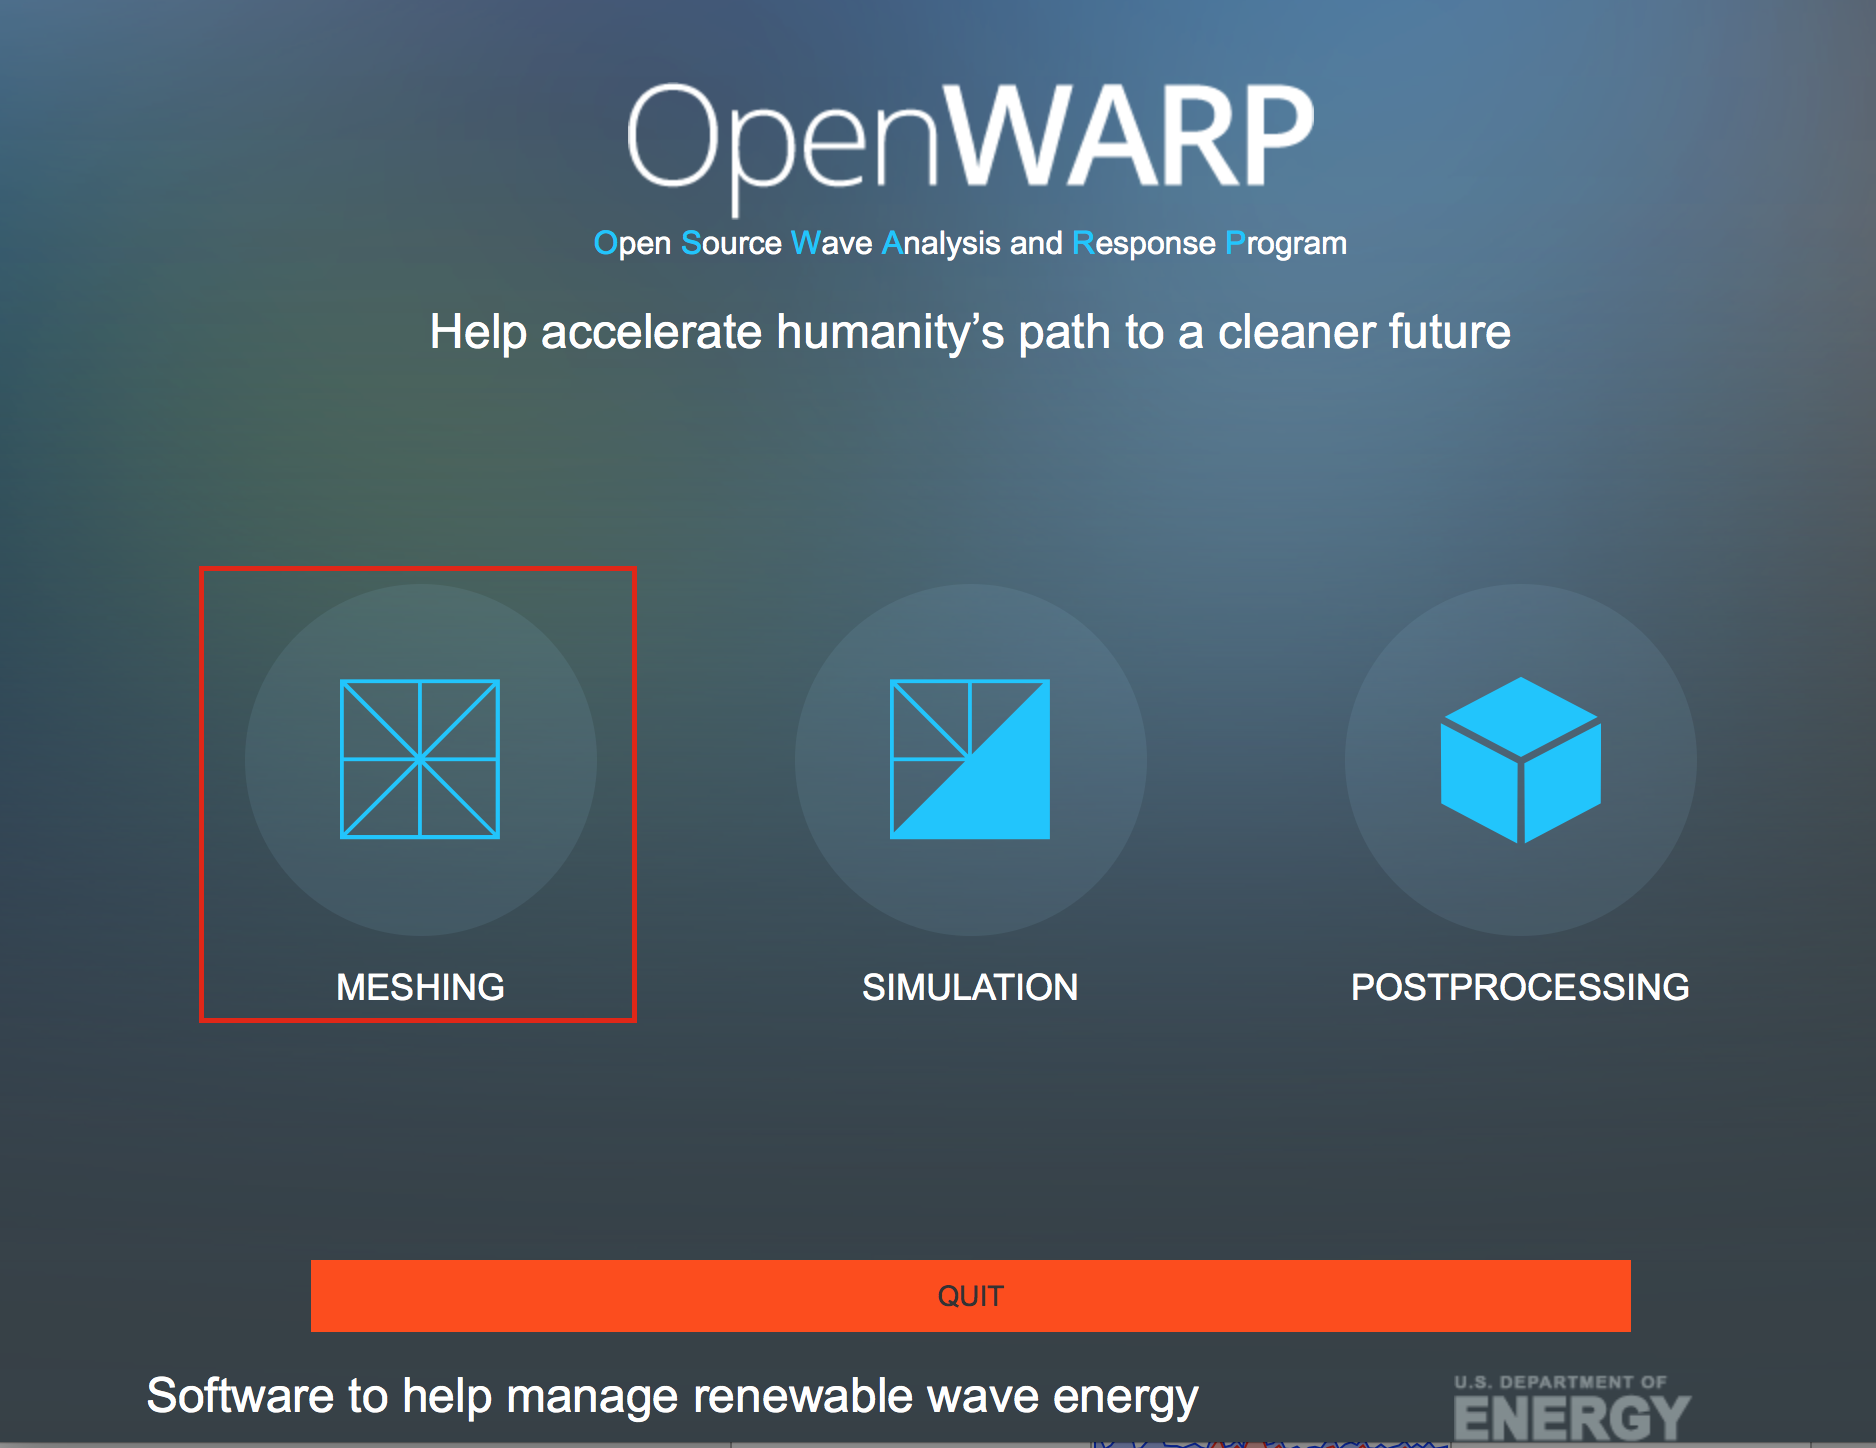 OpenWARP
Open Source Wave Analysis and Response Program
Help accelerate humanity’s path to a cleaner future
MESHING
SIMULATION
POSTPROCESSING
QUIT
Software to help manage renewable wave energy
U.S. DEPARTMENT OF
ENERGY